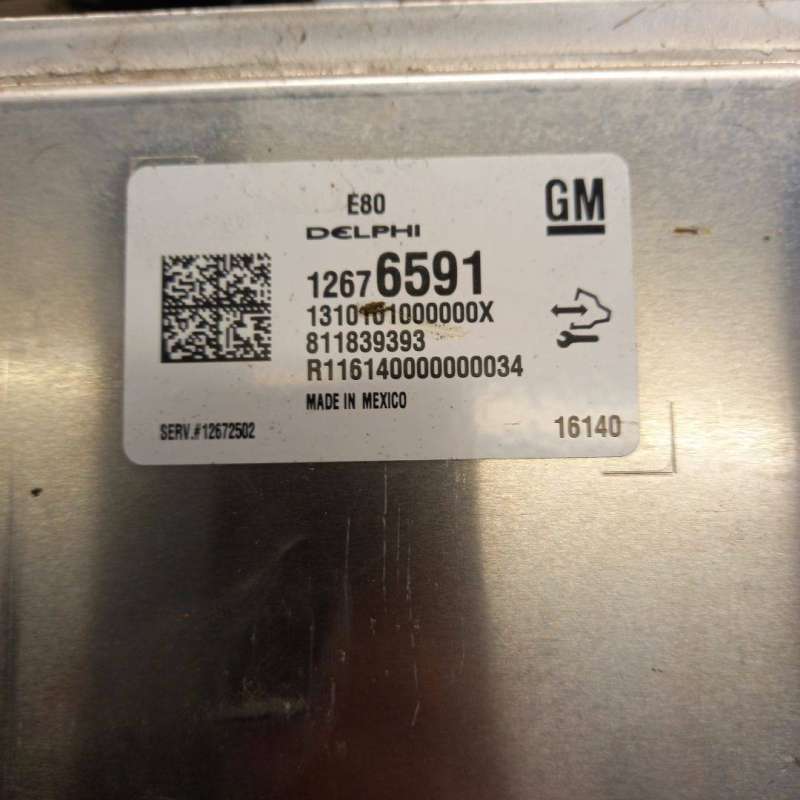 E80
GM
DELPHI
12676591
1310101000000X
811839393
R116140000000034
MADE IN MEXICO
SERV.#12672502
16140